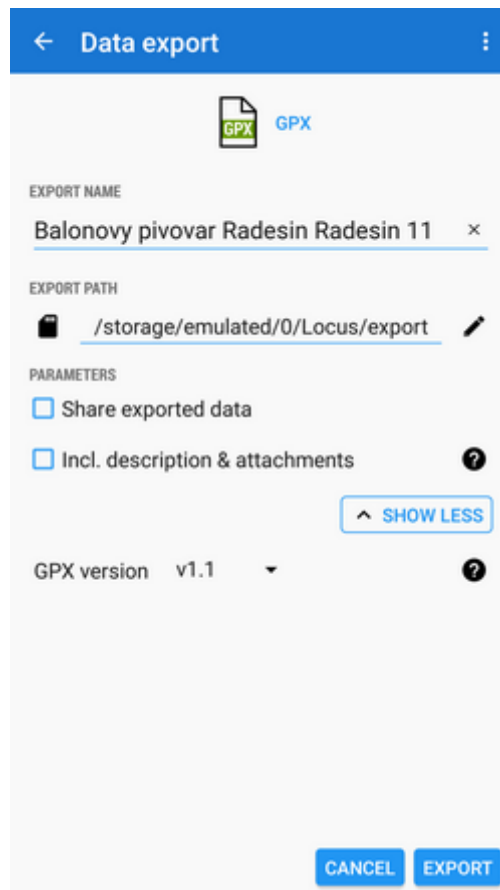 Data export
GPX GPX
EXPORT NAME
Balonovy pivovar Radesin Radesin 11
EXPORT PATH
/storage/emulated/0/Locus/export
PARAMETERS
Share exported data
Incl. description & attachments
SHOW LESS
GPX version v1.1
CANCEL EXPORT